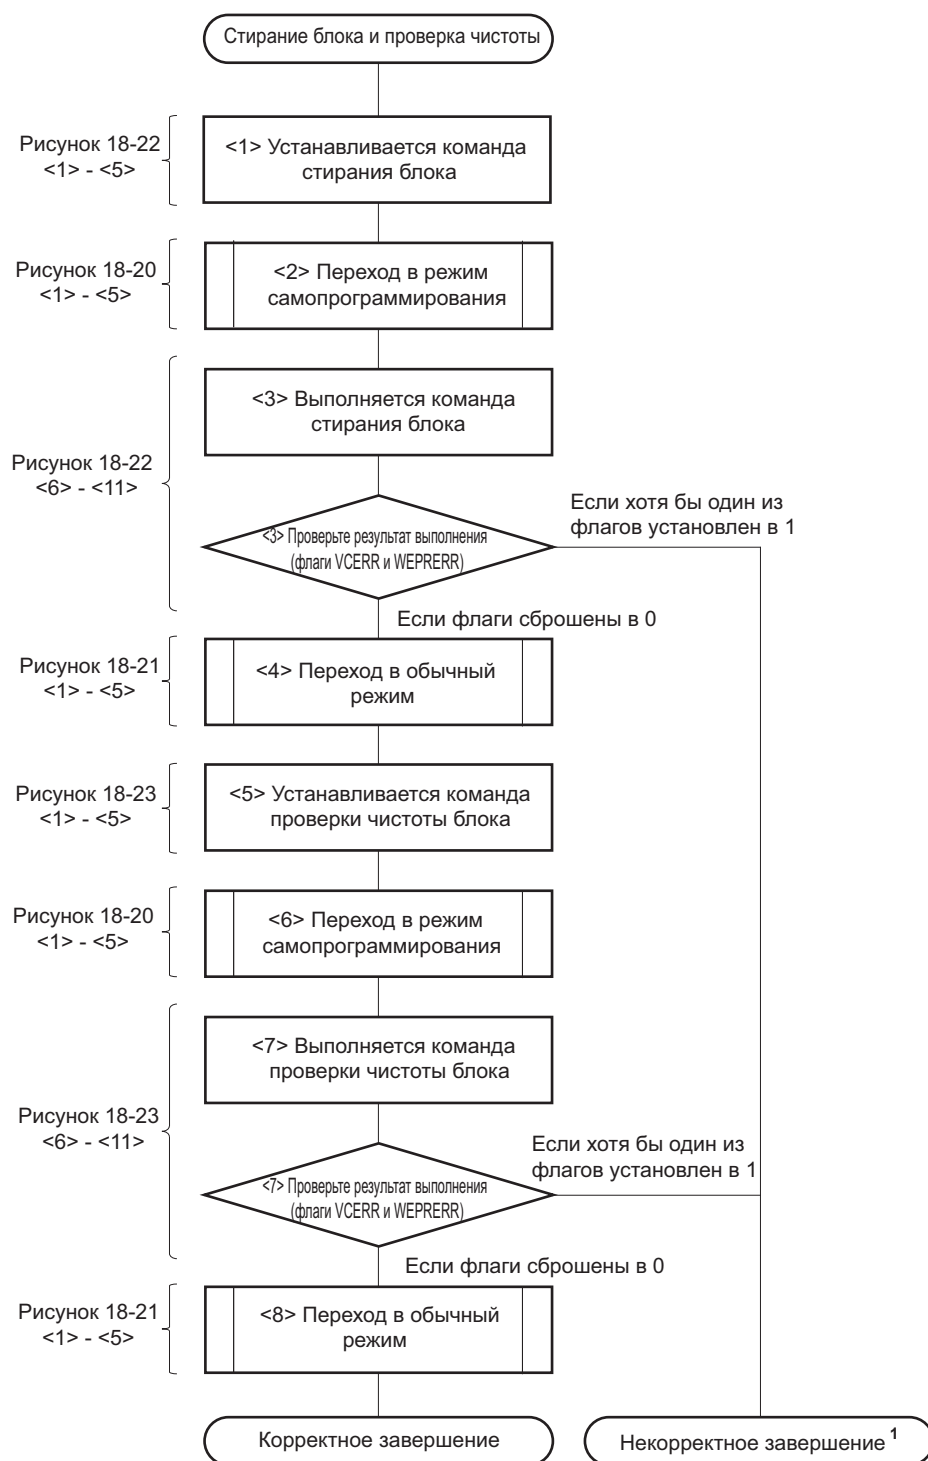 Стирание блока и проверка чистоты
Рисунок 18-22
<1> - <5>
<1> Устанавливается команда
стирания блока
Рисунок 18-20
<1> - <5>
<2> Переход в режим
самопрограммирования
<3> Выполняется команда
стирания блока
Рисунок 18-22
<6> - <11>
<3> Проверьте результат выполнения
(флаги VCERR и WEPRERR)
Если хотя бы один из
флагов установлен в 1
Если флаги сброшены в 0
Рисунок 18-21
<1> - <5>
<4> Переход в обычный
режим
Рисунок 18-23
<1> - <5>
<5> Устанавливается команда
проверки чистоты блока
Рисунок 18-20
<1> - <5>
<6> Переход в режим
самопрограммирования
<7> Выполняется команда
проверки чистоты блока
Рисунок 18-23
<6> - <11>
<7> Проверьте результат выполнения
(флаги VCERR и WEPRERR)
Если хотя бы один из
флагов установлен в 1
Если флаги сброшены в 0
Рисунок 18-21
<1> - <5>
<8> Переход в обычный
режим
Корректное завершение
Некорректное завершение 1